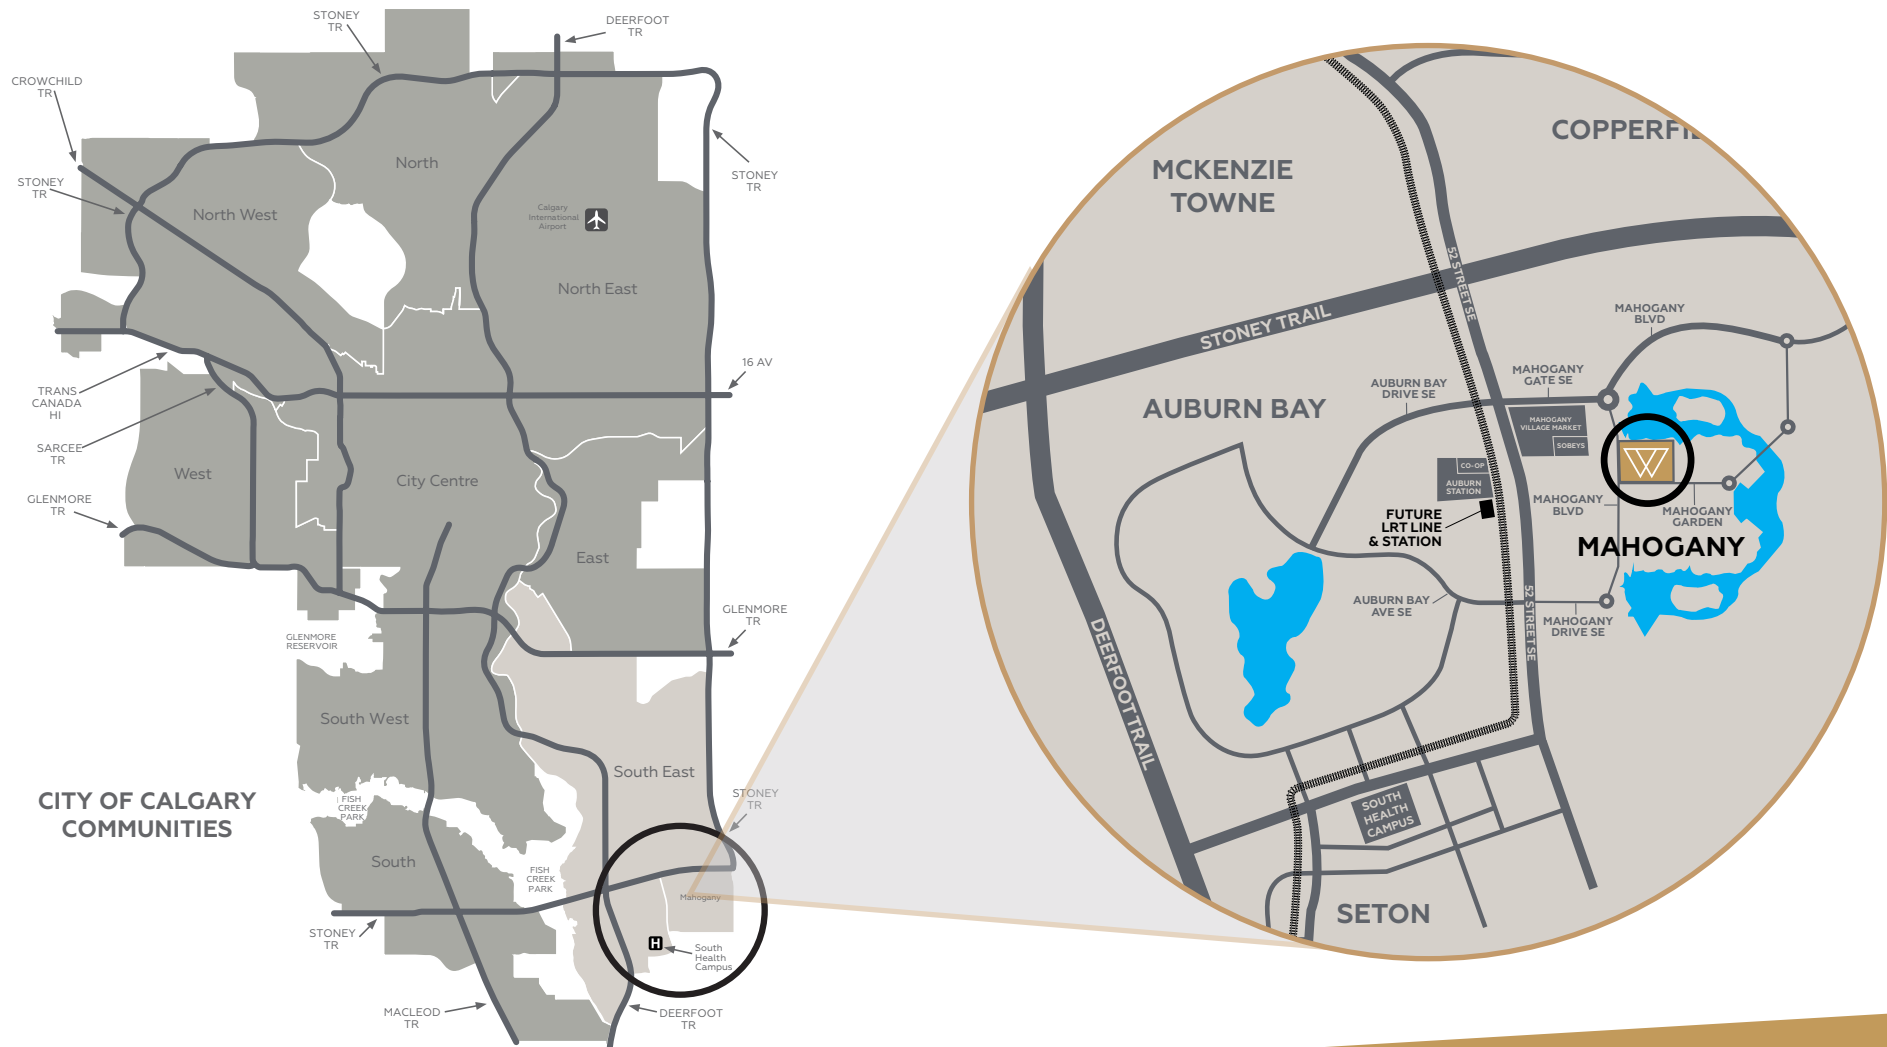 STONEY
TR
DEERFOOT
TR
CROWCHILD
TR
STONEY
TR
North
North West
Calgary
International
Airport
STONEY
TR
North East
TRANS
CANADA
HI
16 AV
SARCEE
TR
West
City Centre
GLENMORE
TR
East
GLENMORE
TR
GLENMORE
RESERVOIR
South West
South East
STONEY
TR
CITY OF CALGARY
COMMUNITIES
FISH
CREEK
PARK
South
FISH
CREEK
PARK
Mahogany
STONEY
TR
H
South
Health
Campus
MACLEOD
TR
DEERFOOT
TR
COPPERFI
MCKENZIE
TOWNE
52 STREET SE
STONEY TRAIL
MAHOGANY
BLVD
MAHOGANY
GATE SE
AUBURN BAY
DRIVE SE
AUBURN BAY
MAHOGANY
VILLAGE MARKET
SOBEYS
CO-OP
AUBURN
STATION
MAHOGANY
BLVD
MAHOGANY
GARDEN
FUTURE
LRT LINE
& STATION
MAHOGANY
AUBURN BAY
AVE SE
52 STREET SE
MAHOGANY
DRIVE SE
DEERFOOT TRAIL
SOUTH
HEALTH
CAMPUS
SETON